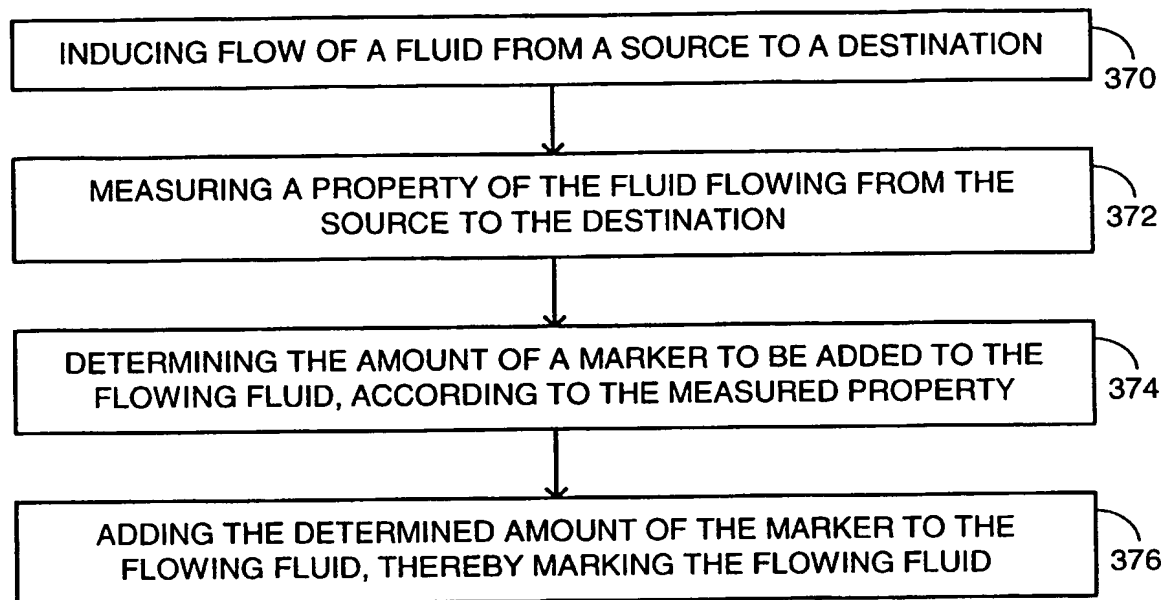 INDUCING FLOW OF A FLUID FROM A SOURCE TO A DESTINATION
370
MEASURING A PROPERTY OF THE FLUID FLOWING FROM THE
SOURCE TO THE DESTINATION
372
DETERMINING THE AMOUNT OF A MARKER TO BE ADDED TO THE
FLOWING FLUID, ACCORDING TO THE MEASURED PROPERTY
374
ADDING THE DETERMINED AMOUNT OF THE MARKER TO THE
FLOWING FLUID, THEREBY MARKING THE FLOWING FLUID
376